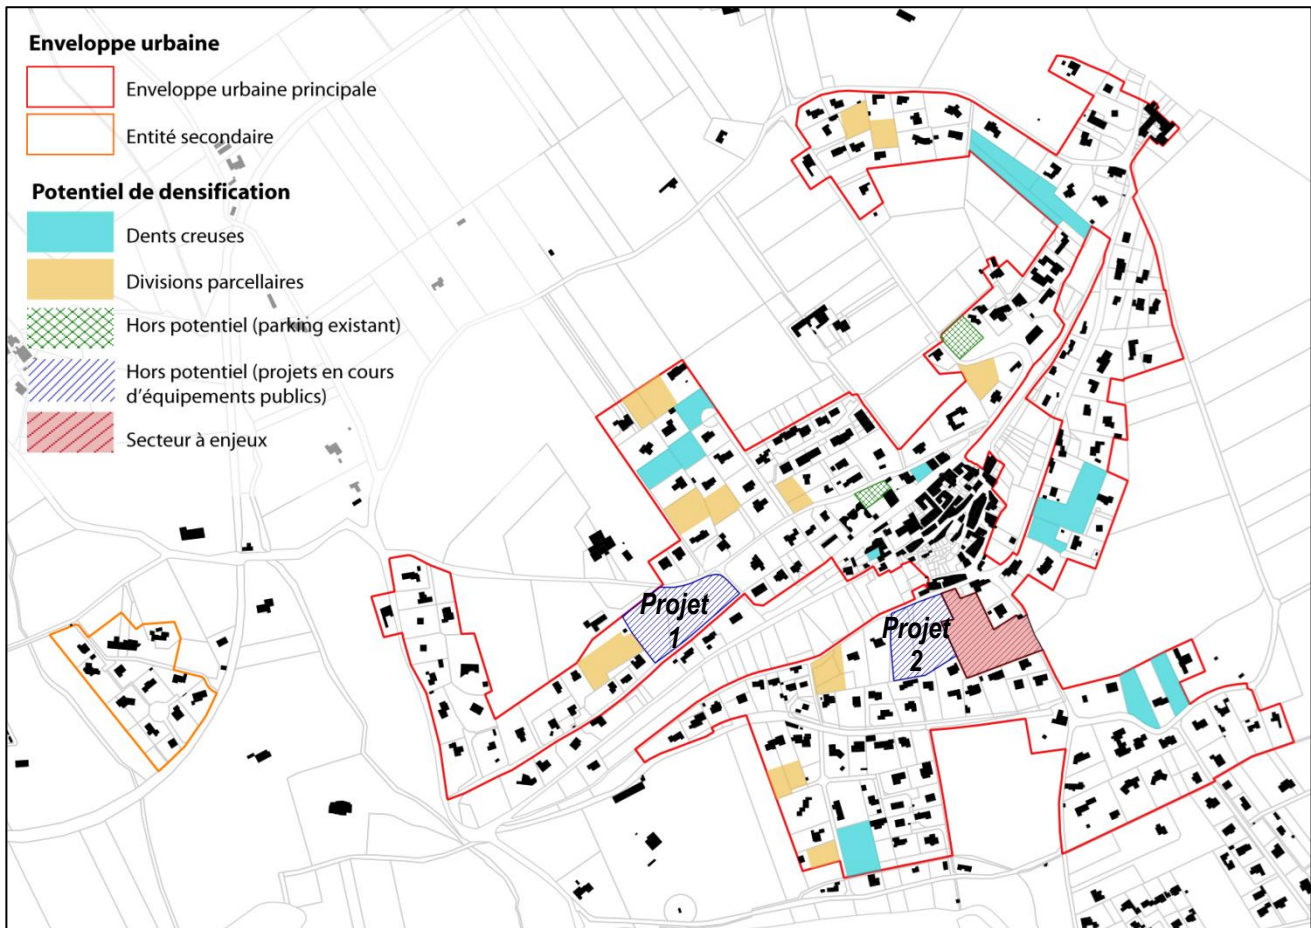 Enveloppe urbaine
Enveloppe urbaine principale
Entité secondaire
Potentiel de densification
Dents creuses
Divisions parcellaires
Hors potentiel (parking existant)
Hors potentiel (projets en cours
d'équipements publics)
Secteur à enjeux
Projet
1
Projet
2